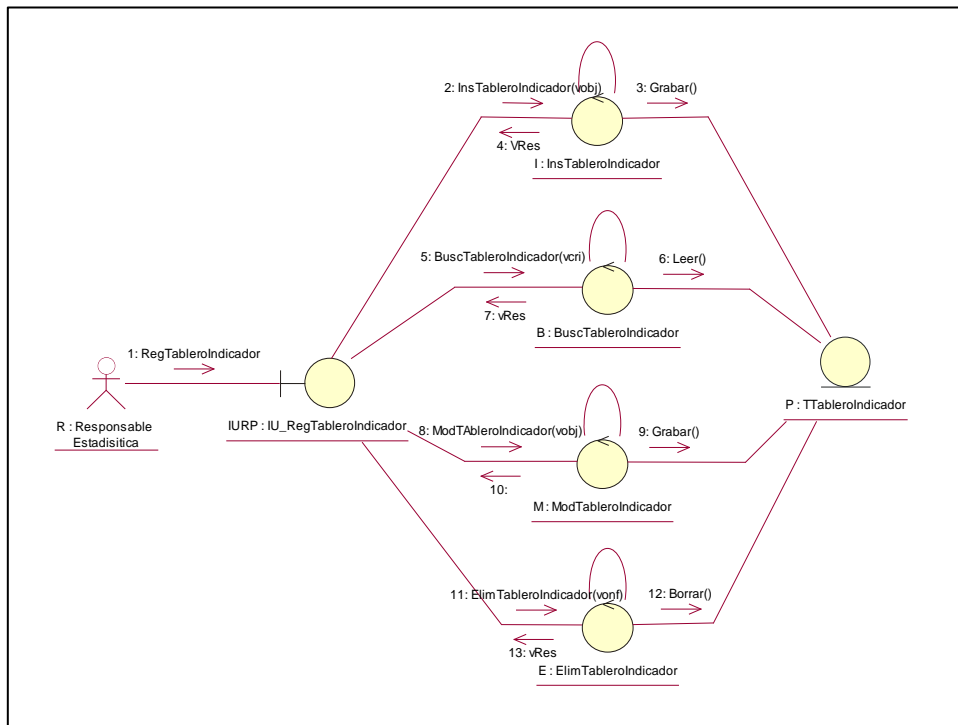 2: InsTableroIndicador(vobj)
3: Grabar()
4: VRes
I : InsTableroIndicador
5: BuscTableroIndicador(vcri)
6: Leer()
7: vRes
B : BuscTableroIndicador
1: RegTableroIndicador
R : Responsable
Estadisitica
IURP : IU_RegTableroIndicador
P : TTableroIndicador
8: ModTAbleroIndicador(vobj)
9: Grabar()
10:
M : ModTableroIndicador
11: ElimTableroIndicador(vonf)
12: Borrar()
13: vRes
E : ElimTableroIndicador